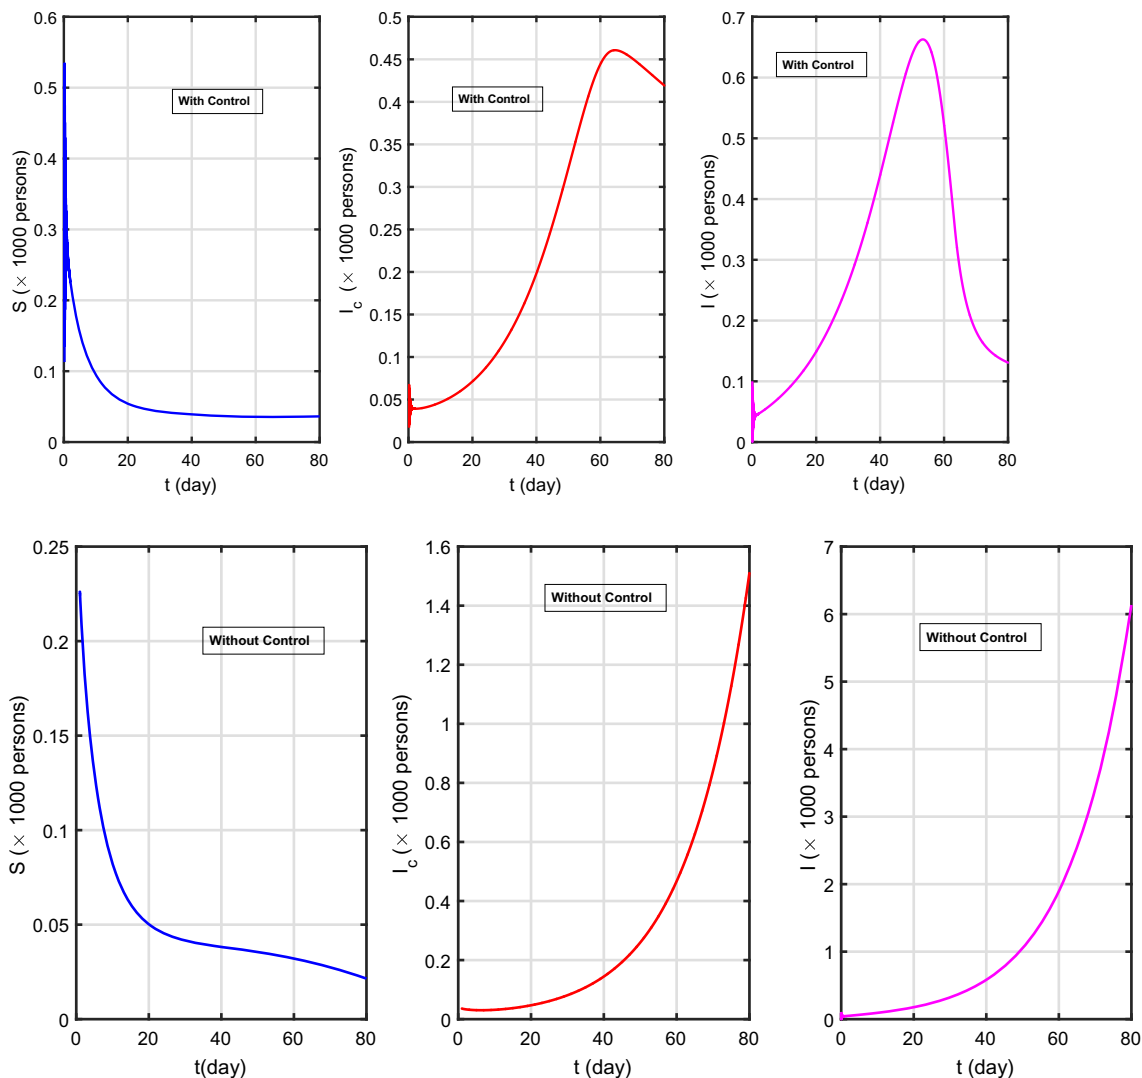 0.6
0.5
0.4
0.3
0.2
0.1
0
0 20 40 60 80
S (× 1000 persons)
t (day)
With Control
0.5
0.45
0.4
0.35
0.3
0.25
0.2
0.15
0.1
0.05
0
0 20 40 60 80
I_c (× 1000 persons)
t (day)
With Control
0.7
0.6
0.5
0.4
0.3
0.2
0.1
0
0 20 40 60 80
I (× 1000 persons)
t (day)
With Control
0.25
0.2
0.15
0.1
0.05
0
0 20 40 60 80
S (× 1000 persons)
t(day)
Without Control
1.6
1.4
1.2
1
0.8
0.6
0.4
0.2
0
0 20 40 60 80
I_c (× 1000 persons)
t (day)
Without Control
7
6
5
4
3
2
1
0
0 20 40 60 80
I (× 1000 persons)
t (day)
Without Control